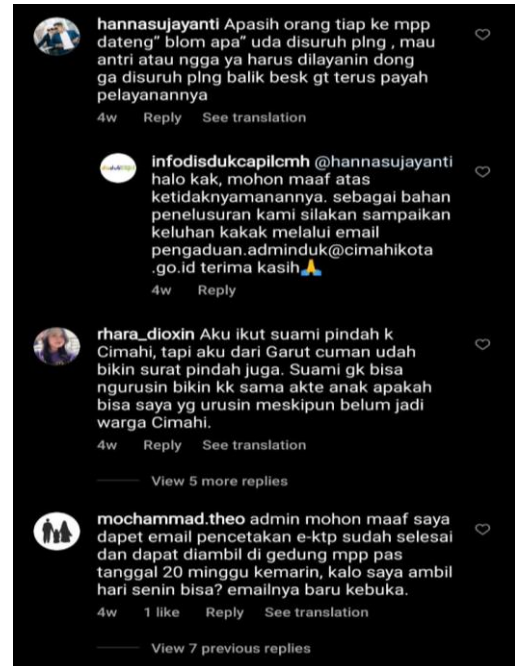 hannasujayanti Apasih orang tiap ke mpp
dateng" blom apa" uda disuruh plng , mau
antri atau ngga ya harus dilayanin dong
ga disuruh plng balik besk gt terus payah
pelayanannya
4w Reply See translation
infodisdukcapilcmh @hannasujayanti
halo kak, mohon maaf atas
ketidaknyamanannya. sebagai bahan
penelusuran kami silakan sampaikan
keluhan kakak melalui email
pengaduan.adminduk@cimahikota
.go.id terima kasih🙏
4w Reply
rhara_dioxin Aku ikut suami pindah k
Cimahi, tapi aku dari Garut cuman udah
bikin surat pindah juga. Suami gk bisa
ngurusin bikin kk sama akte anak apakah
bisa saya yg urusin meskipun belum jadi
warga Cimahi.
4w Reply See translation
View 5 more replies
mochammad.theo admin mohon maaf saya
dapet email pencetakan e-ktp sudah selesai
dan dapat diambil di gedung mpp pas
tanggal 20 minggu kemarin, kalo saya ambil
hari senin bisa? emailnya baru kebuka.
4w 1 like Reply See translation
View 7 previous replies